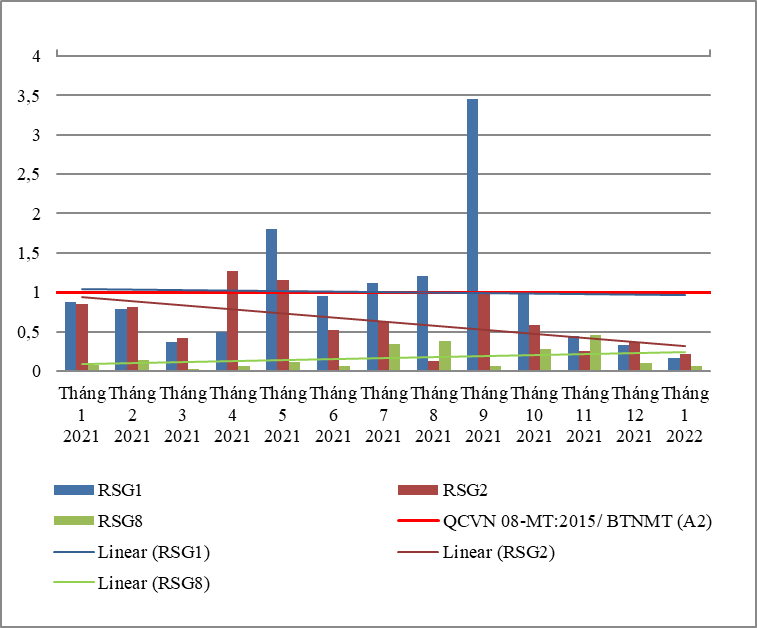 4
3,5
3
2,5
2
1,5
1
0,5
0
Tháng 1 2021
Tháng 2 2021
Tháng 3 2021
Tháng 4 2021
Tháng 5 2021
Tháng 6 2021
Tháng 7 2021
Tháng 8 2021
Tháng 9 2021
Tháng 10 2021
Tháng 11 2021
Tháng 12 2021
Tháng 1 2022
RSG1
RSG2
RSG8
QCVN 08-MT:2015/ BTNMT (A2)
Linear (RSG1)
Linear (RSG2)
Linear (RSG8)